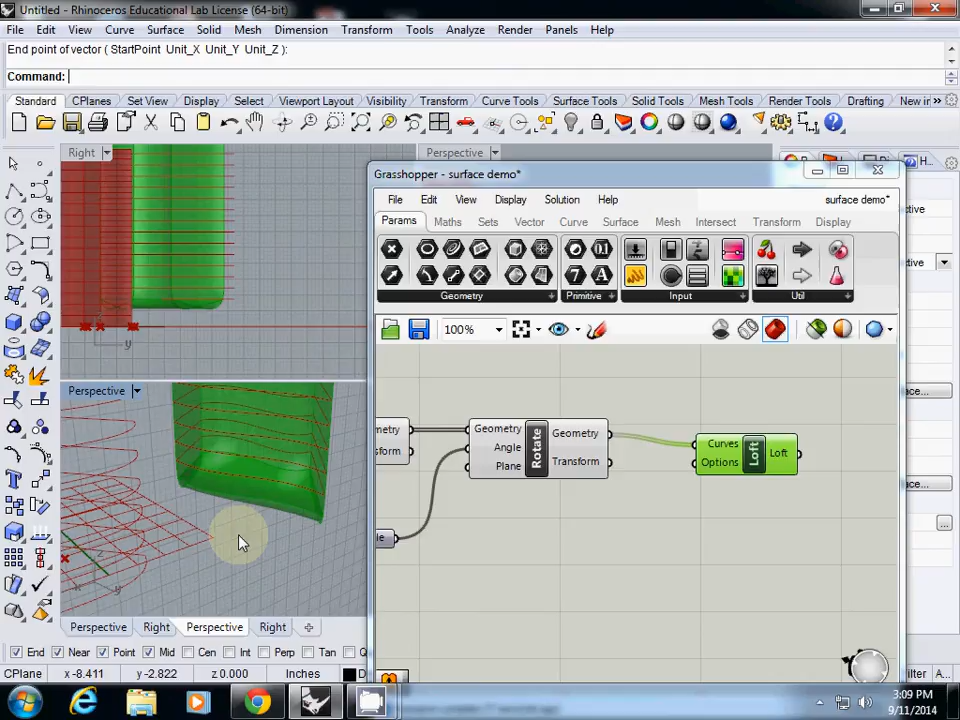 Untitled - Rhinoceros Educational Lab License (64-bit)
File Edit View Curve Surface Solid Mesh Dimension Transform Tools Analyze Render Panels Help
End point of vector ( StartPoint Unit_X Unit_Y Unit_Z ):
Command:
Standard CPlanes Set View Display Select Viewport Layout Visibility Transform Curve Tools Surface Tools Solid Tools Mesh Tools Render Tools Drafting New in »
Right Perspective
Grasshopper - surface demo*
File Edit View Display Solution Help surface demo*
Params Maths Sets Vector Curve Surface Mesh Intersect Transform Display
Geometry Primitive Input Util
100%
Perspective
Geometry Rotate Geometry
Angle
Plane Transform
Curves Loft Loft
Options
Perspective Right Perspective Right
End Near Point Mid Cen Int Perp Tan
CPlane x -8.411 y -2.822 z 0.000 Inches
3:09 PM
9/11/2014